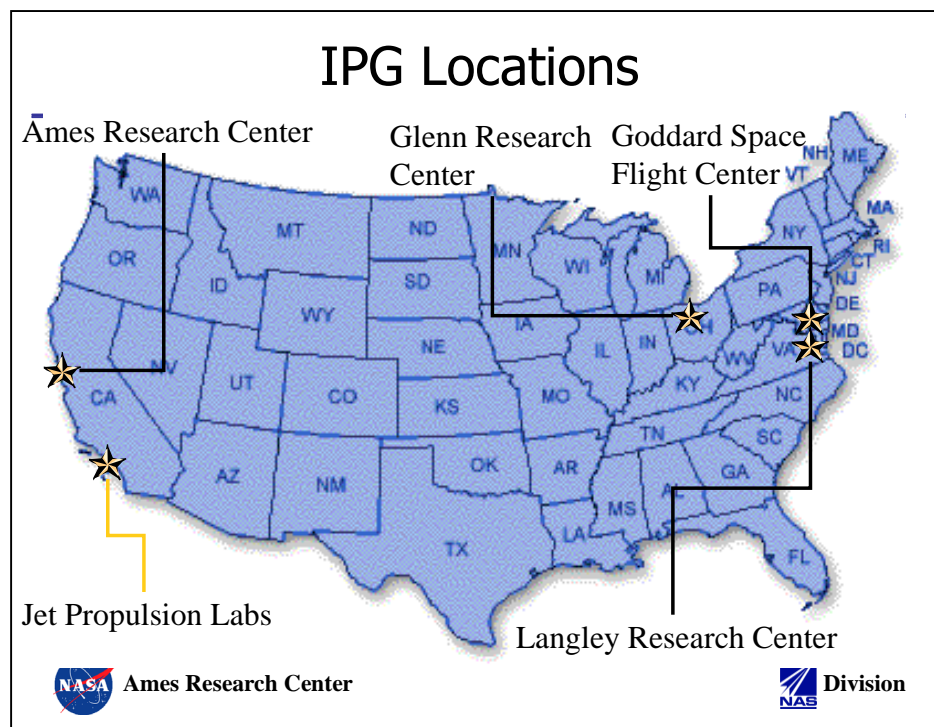 IPG Locations
Ames Research Center
Glenn Research
Center
Goddard Space
Flight Center
NH
ME
VT
WA
MT
ND
MN
NY
MA
OR
ID
SD
WI
MI
RI
CT
PA
NJ
WY
IA
OH
DE
NE
IL
IN
MD
NV
UT
CO
WV
VA
DC
CA
KS
MO
KY
NC
TN
AZ
NM
OK
AR
SC
MS
AL
GA
TX
LA
FL
Jet Propulsion Labs
Langley Research Center
NASA
Ames Research Center
NAS
Division